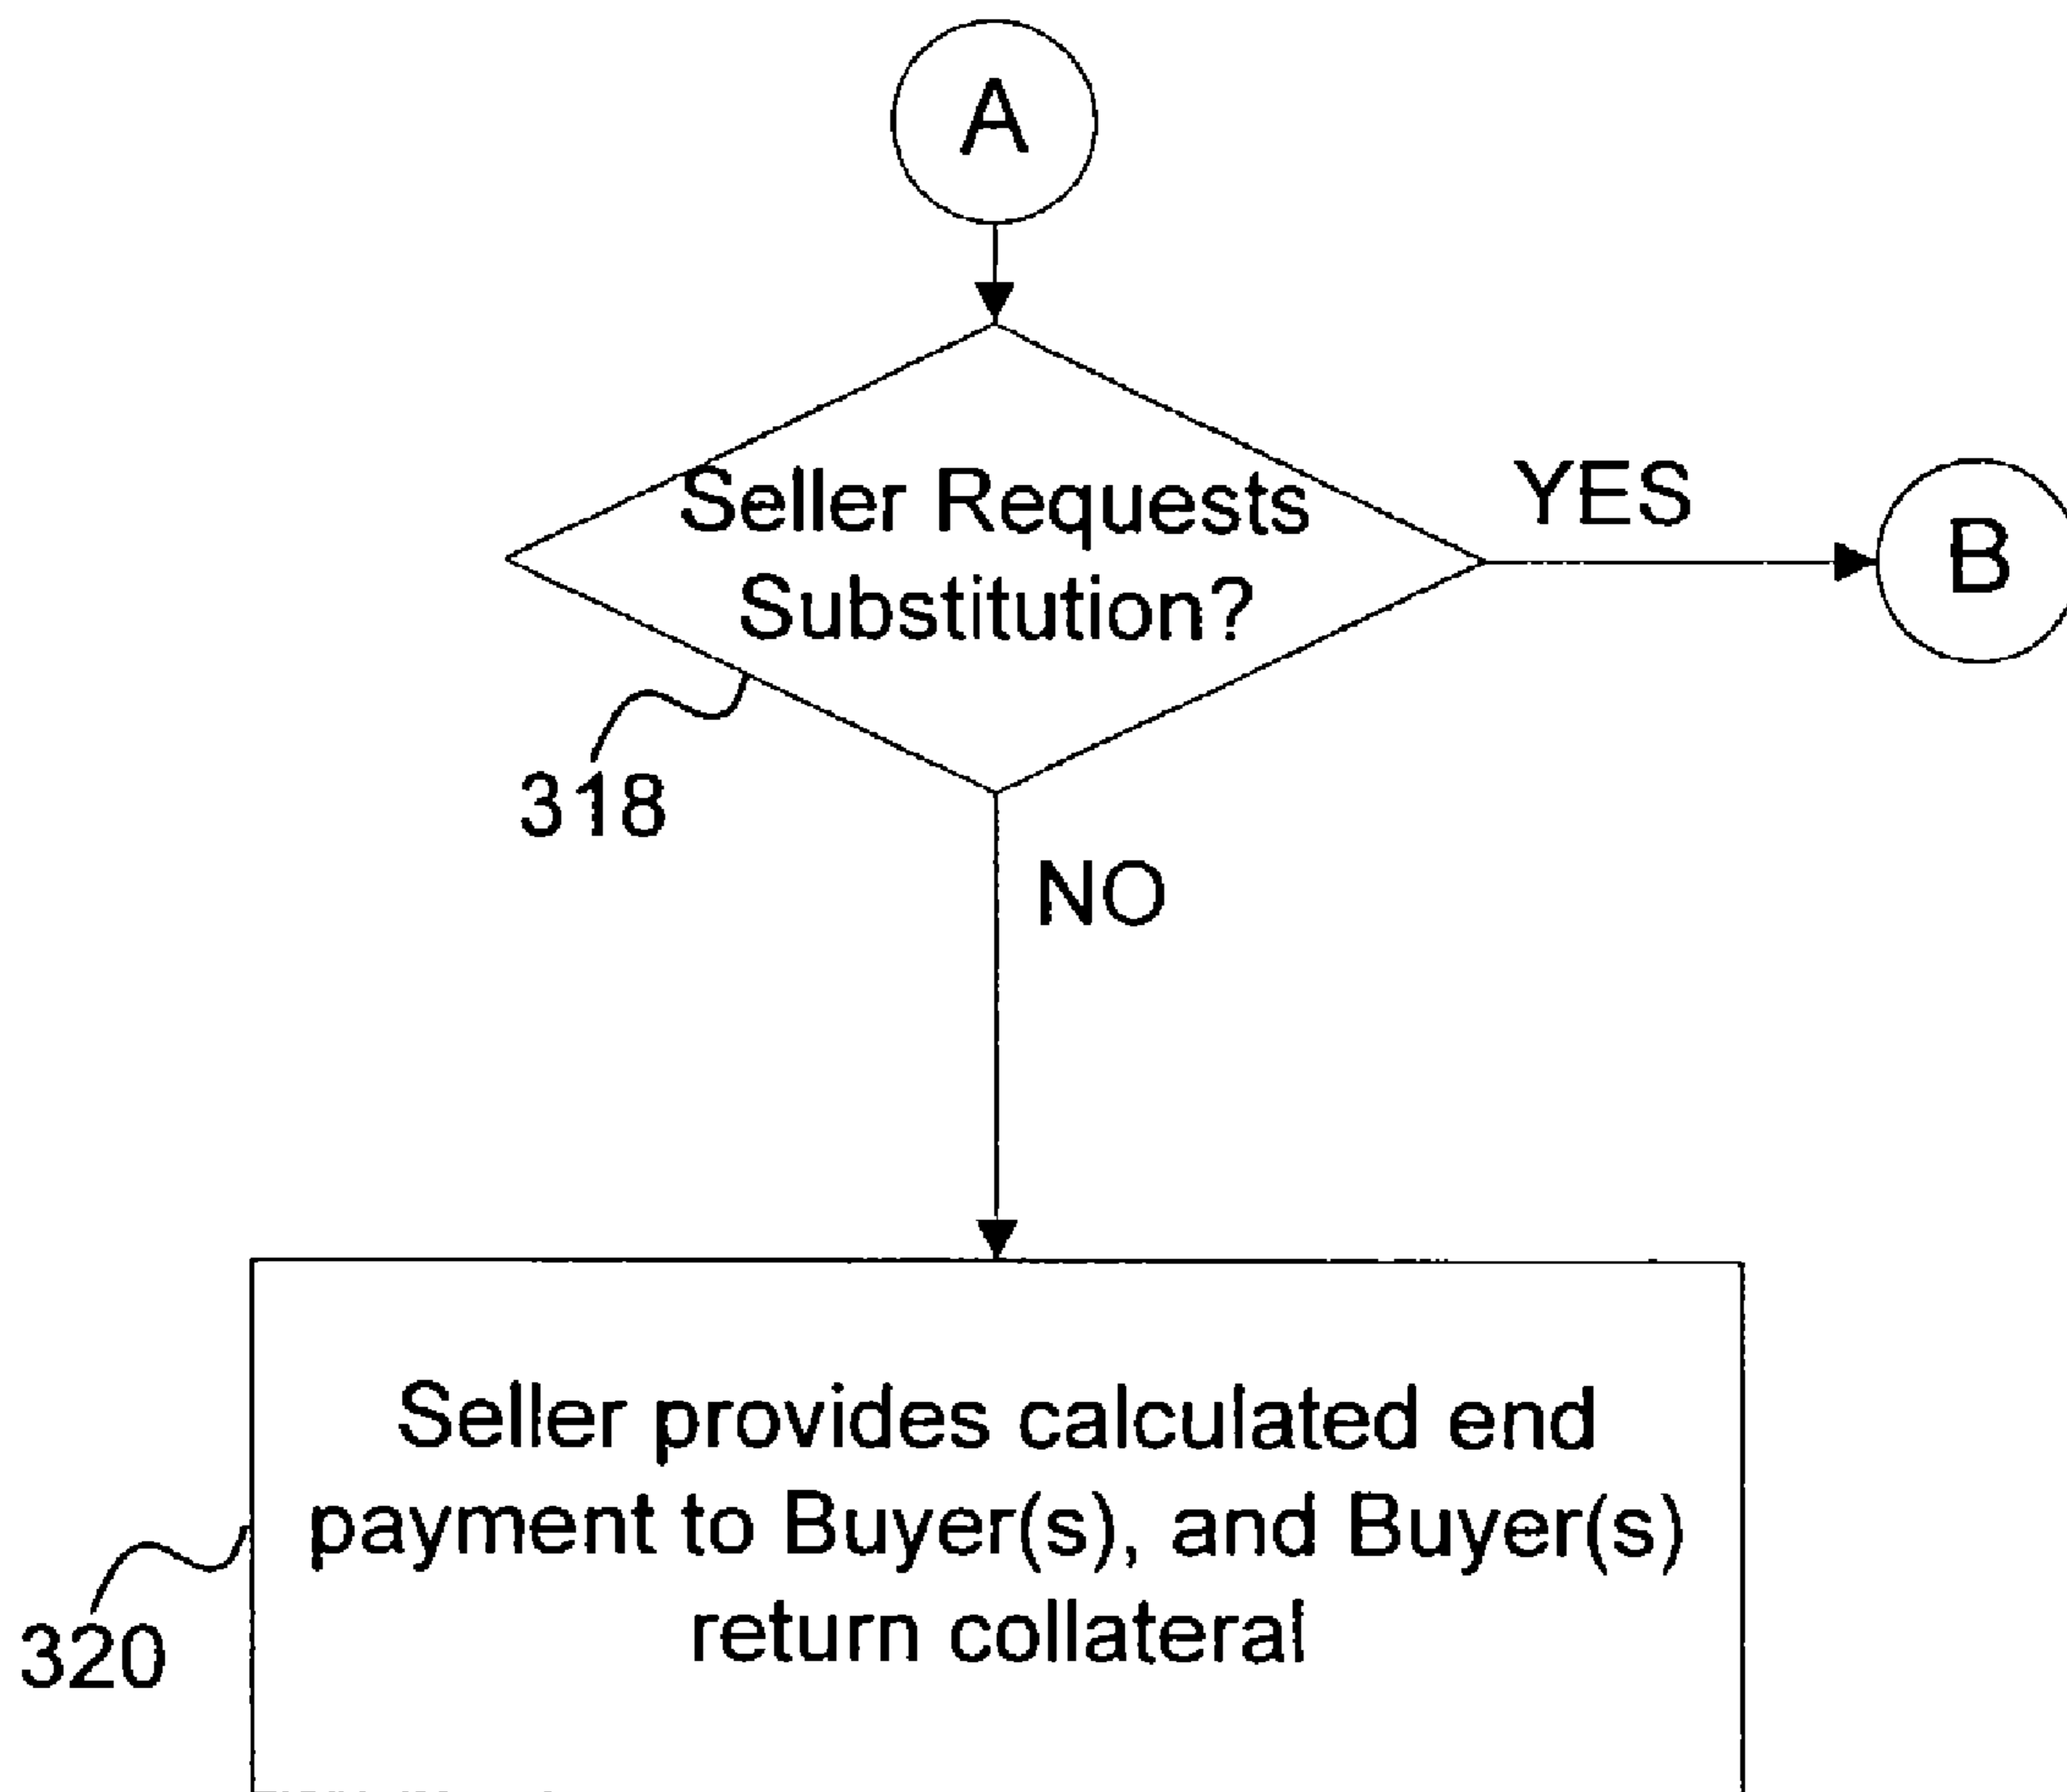 A
Seller Requests
Substitution?
YES
B
318
NO
Seller provides calculated end
payment to Buyer(s), and Buyer(s)
return collateral
320